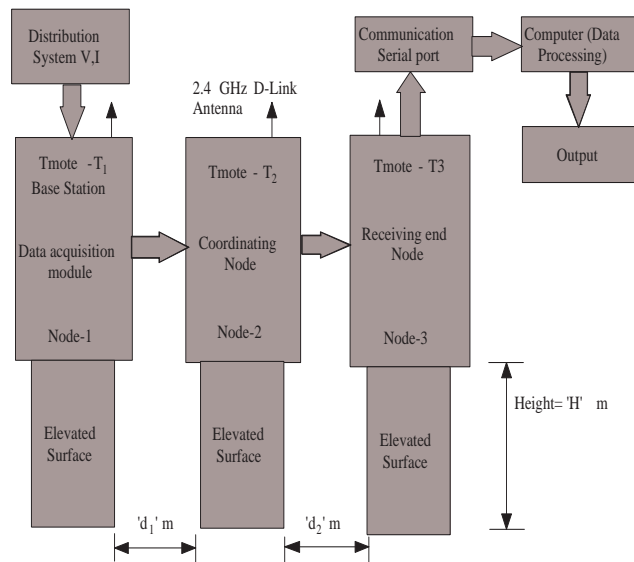 Distribution
System V,I
Communication
Serial port
Computer (Data
Processing)
2.4 GHz D-Link
Antenna
Output
Tmote -T1
Base Station
Data acquisition
module
Node-1
Tmote - T2
Coordinating
Node
Node-2
Tmote - T3
Receiving end
Node
Node-3
Elevated
Surface
Elevated
Surface
Elevated
Surface
Height= 'H' m
'd1' m
'd2' m